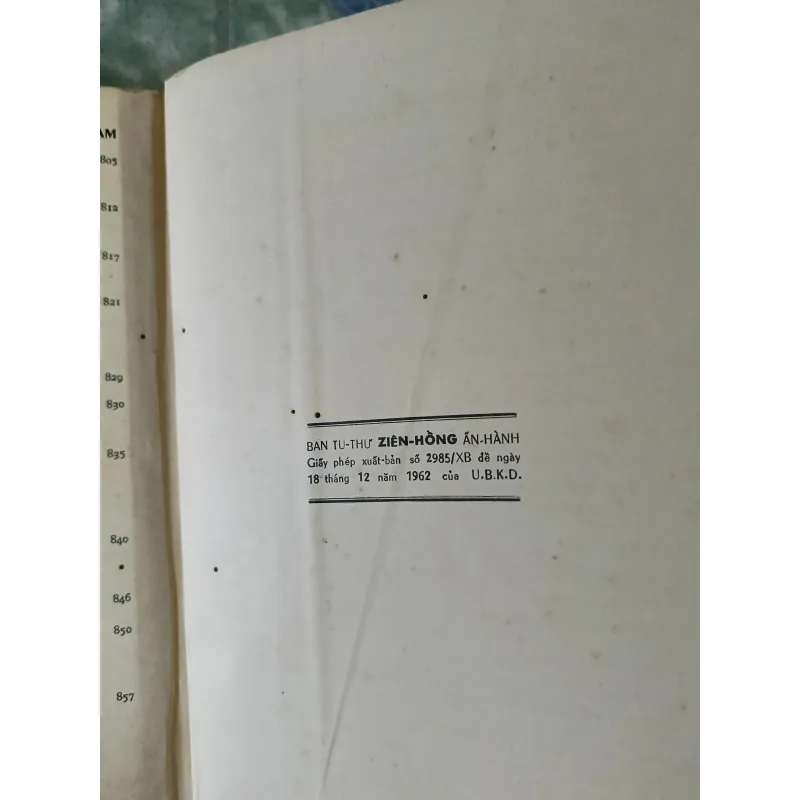 AM
805
812
817
821
829
830
835
840
846
850
857
BAN TU-THƯ ZIÊN-HỒNG ẤN-HÀNH
Giấy phép xuất-bản số 2985/XB đề ngày
18 tháng 12 năm 1962 của U.B.K.D.